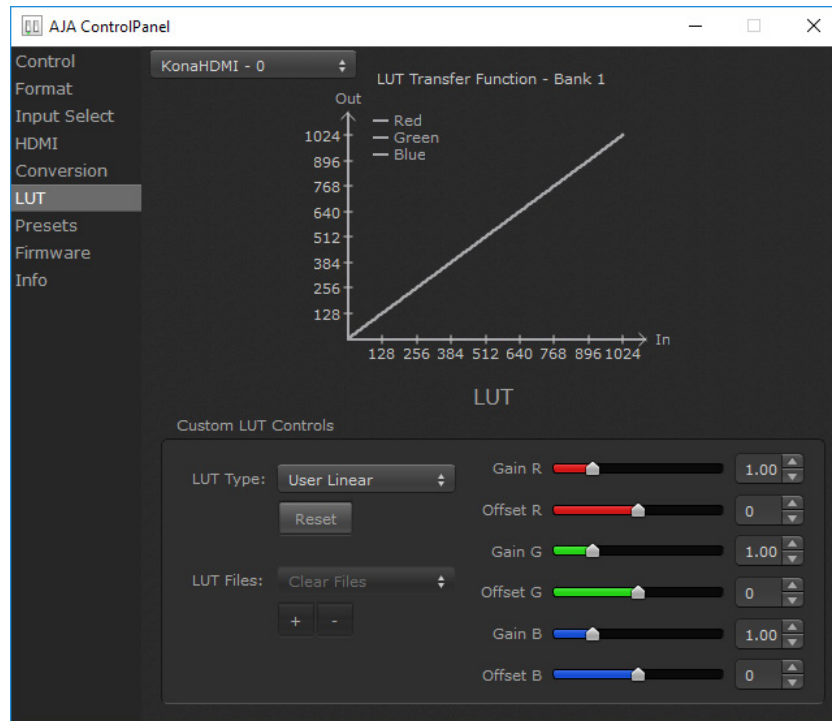 AJA ControlPanel
Control
Format
Input Select
HDMI
Conversion
LUT
Presets
Firmware
Info
KonaHDMI - 0
LUT Transfer Function - Bank 1
Out
Red
Green
Blue
1024
896
768
640
512
384
256
128
128 256 384 512 640 768 896 1024
In
LUT
Custom LUT Controls
LUT Type: User Linear
Reset
LUT Files: Clear Files
+ -
Gain R 1.00
Offset R 0
Gain G 1.00
Offset G 0
Gain B 1.00
Offset B 0